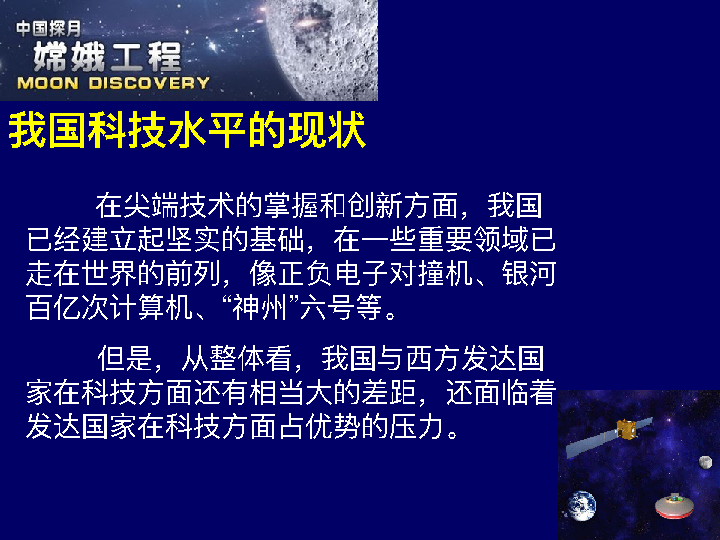 中国探月
嫦娥工程
MOON DISCOVERY
我国科技水平的现状
在尖端技术的掌握和创新方面，我国
已经建立起坚实的基础，在一些重要领域已
走在世界的前列，像正负电子对撞机、银河
百亿次计算机、“神州”六号等。
但是，从整体看，我国与西方发达国
家在科技方面还有相当大的差距，还面临着
发达国家在科技方面占优势的压力。